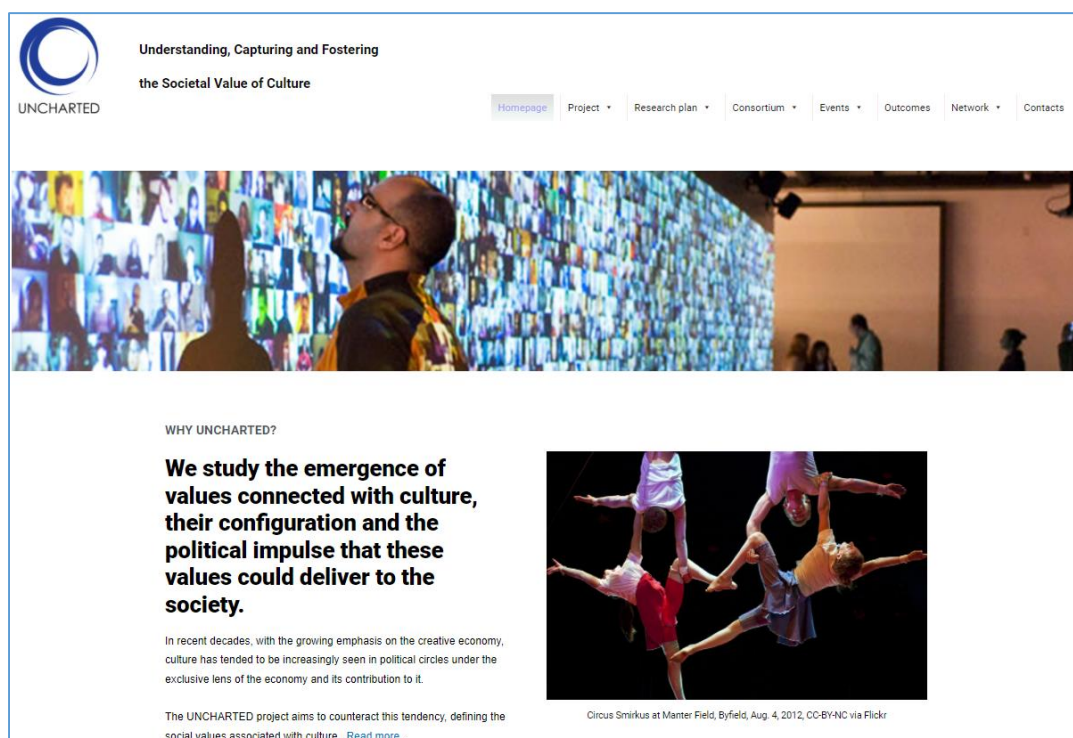 Understanding, Capturing and Fostering
the Societal Value of Culture
UNCHARTED
Homepage Project Research plan Consortium Events Outcomes Network Contacts
WHY UNCHARTED?
We study the emergence of
values connected with culture,
their configuration and the
political impulse that these
values could deliver to the
society.
In recent decades, with the growing emphasis on the creative economy,
culture has tended to be increasingly seen in political circles under the
exclusive lens of the economy and its contribution to it.
The UNCHARTED project aims to counteract this tendency, defining the
social values associated with culture. Read more...
Circus Smirkus at Manter Field, Byfield, Aug. 4, 2012, CC-BY-NC via Flickr